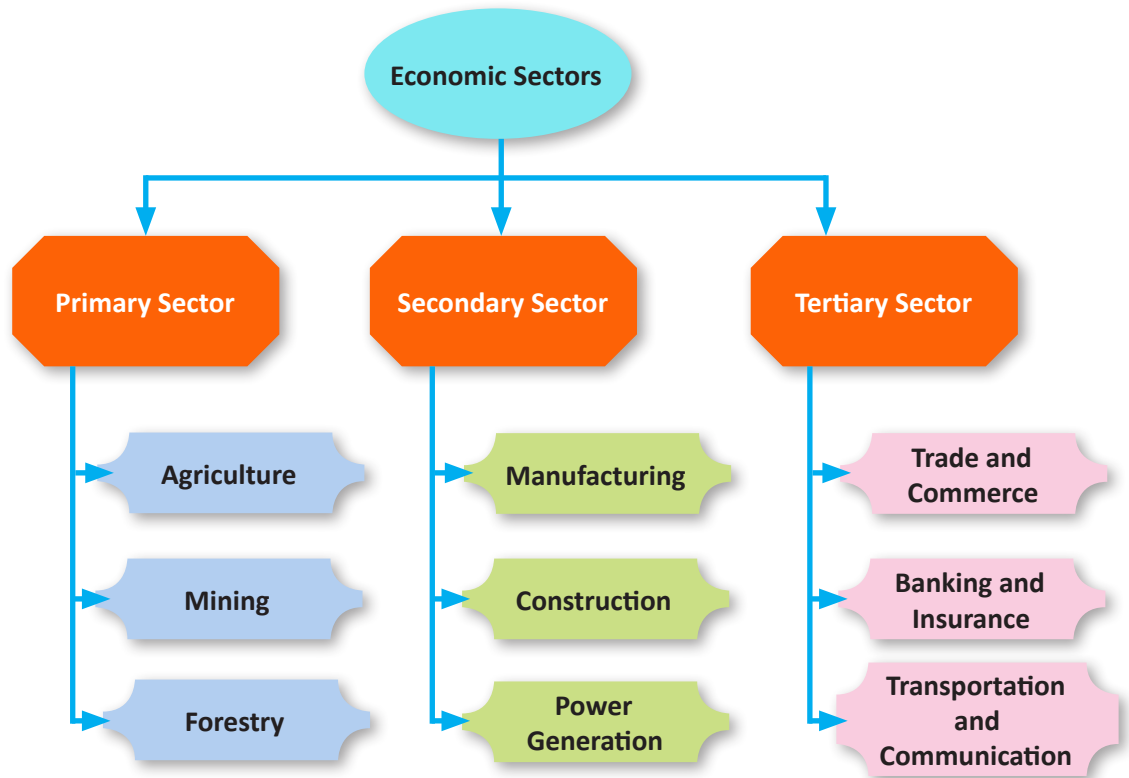 Economic Sectors
Primary Sector
Secondary Sector
Tertiary Sector
Agriculture
Mining
Forestry
Manufacturing
Construction
Power
Generation
Trade and
Commerce
Banking and
Insurance
Transportation
and
Communication